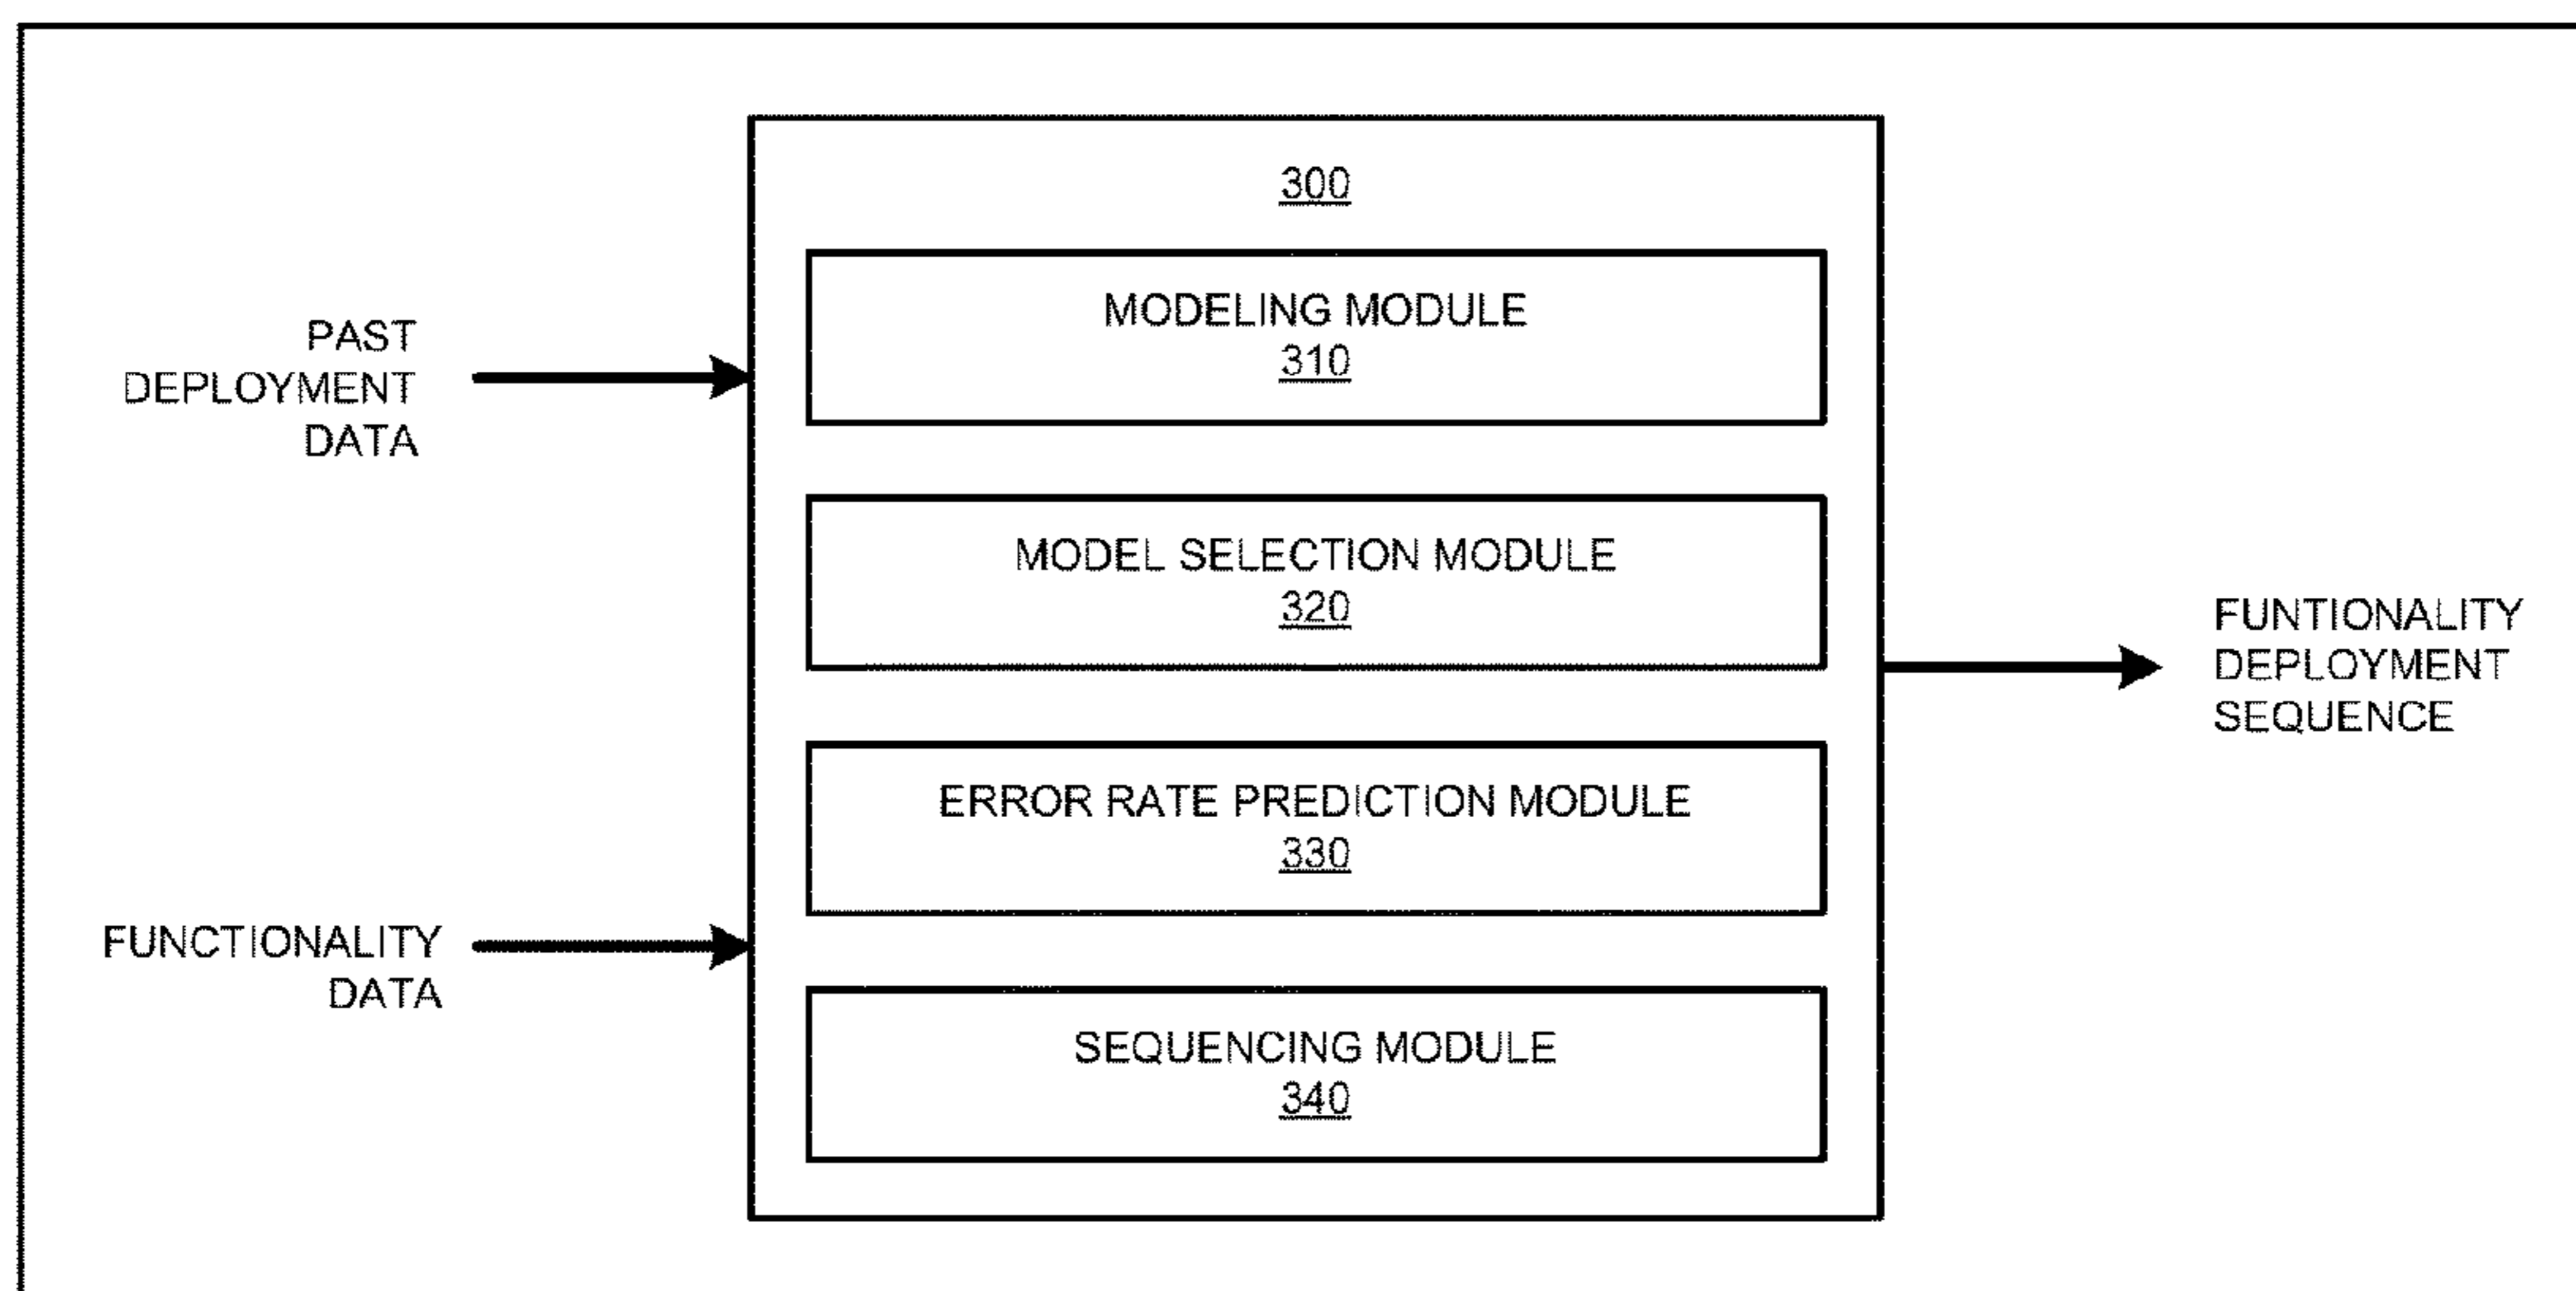 PAST
DEPLOYMENT
DATA
FUNCTIONALITY
DATA
300
MODELING MODULE
310
MODEL SELECTION MODULE
320
ERROR RATE PREDICTION MODULE
330
SEQUENCING MODULE
340
FUNTIONALITY
DEPLOYMENT
SEQUENCE